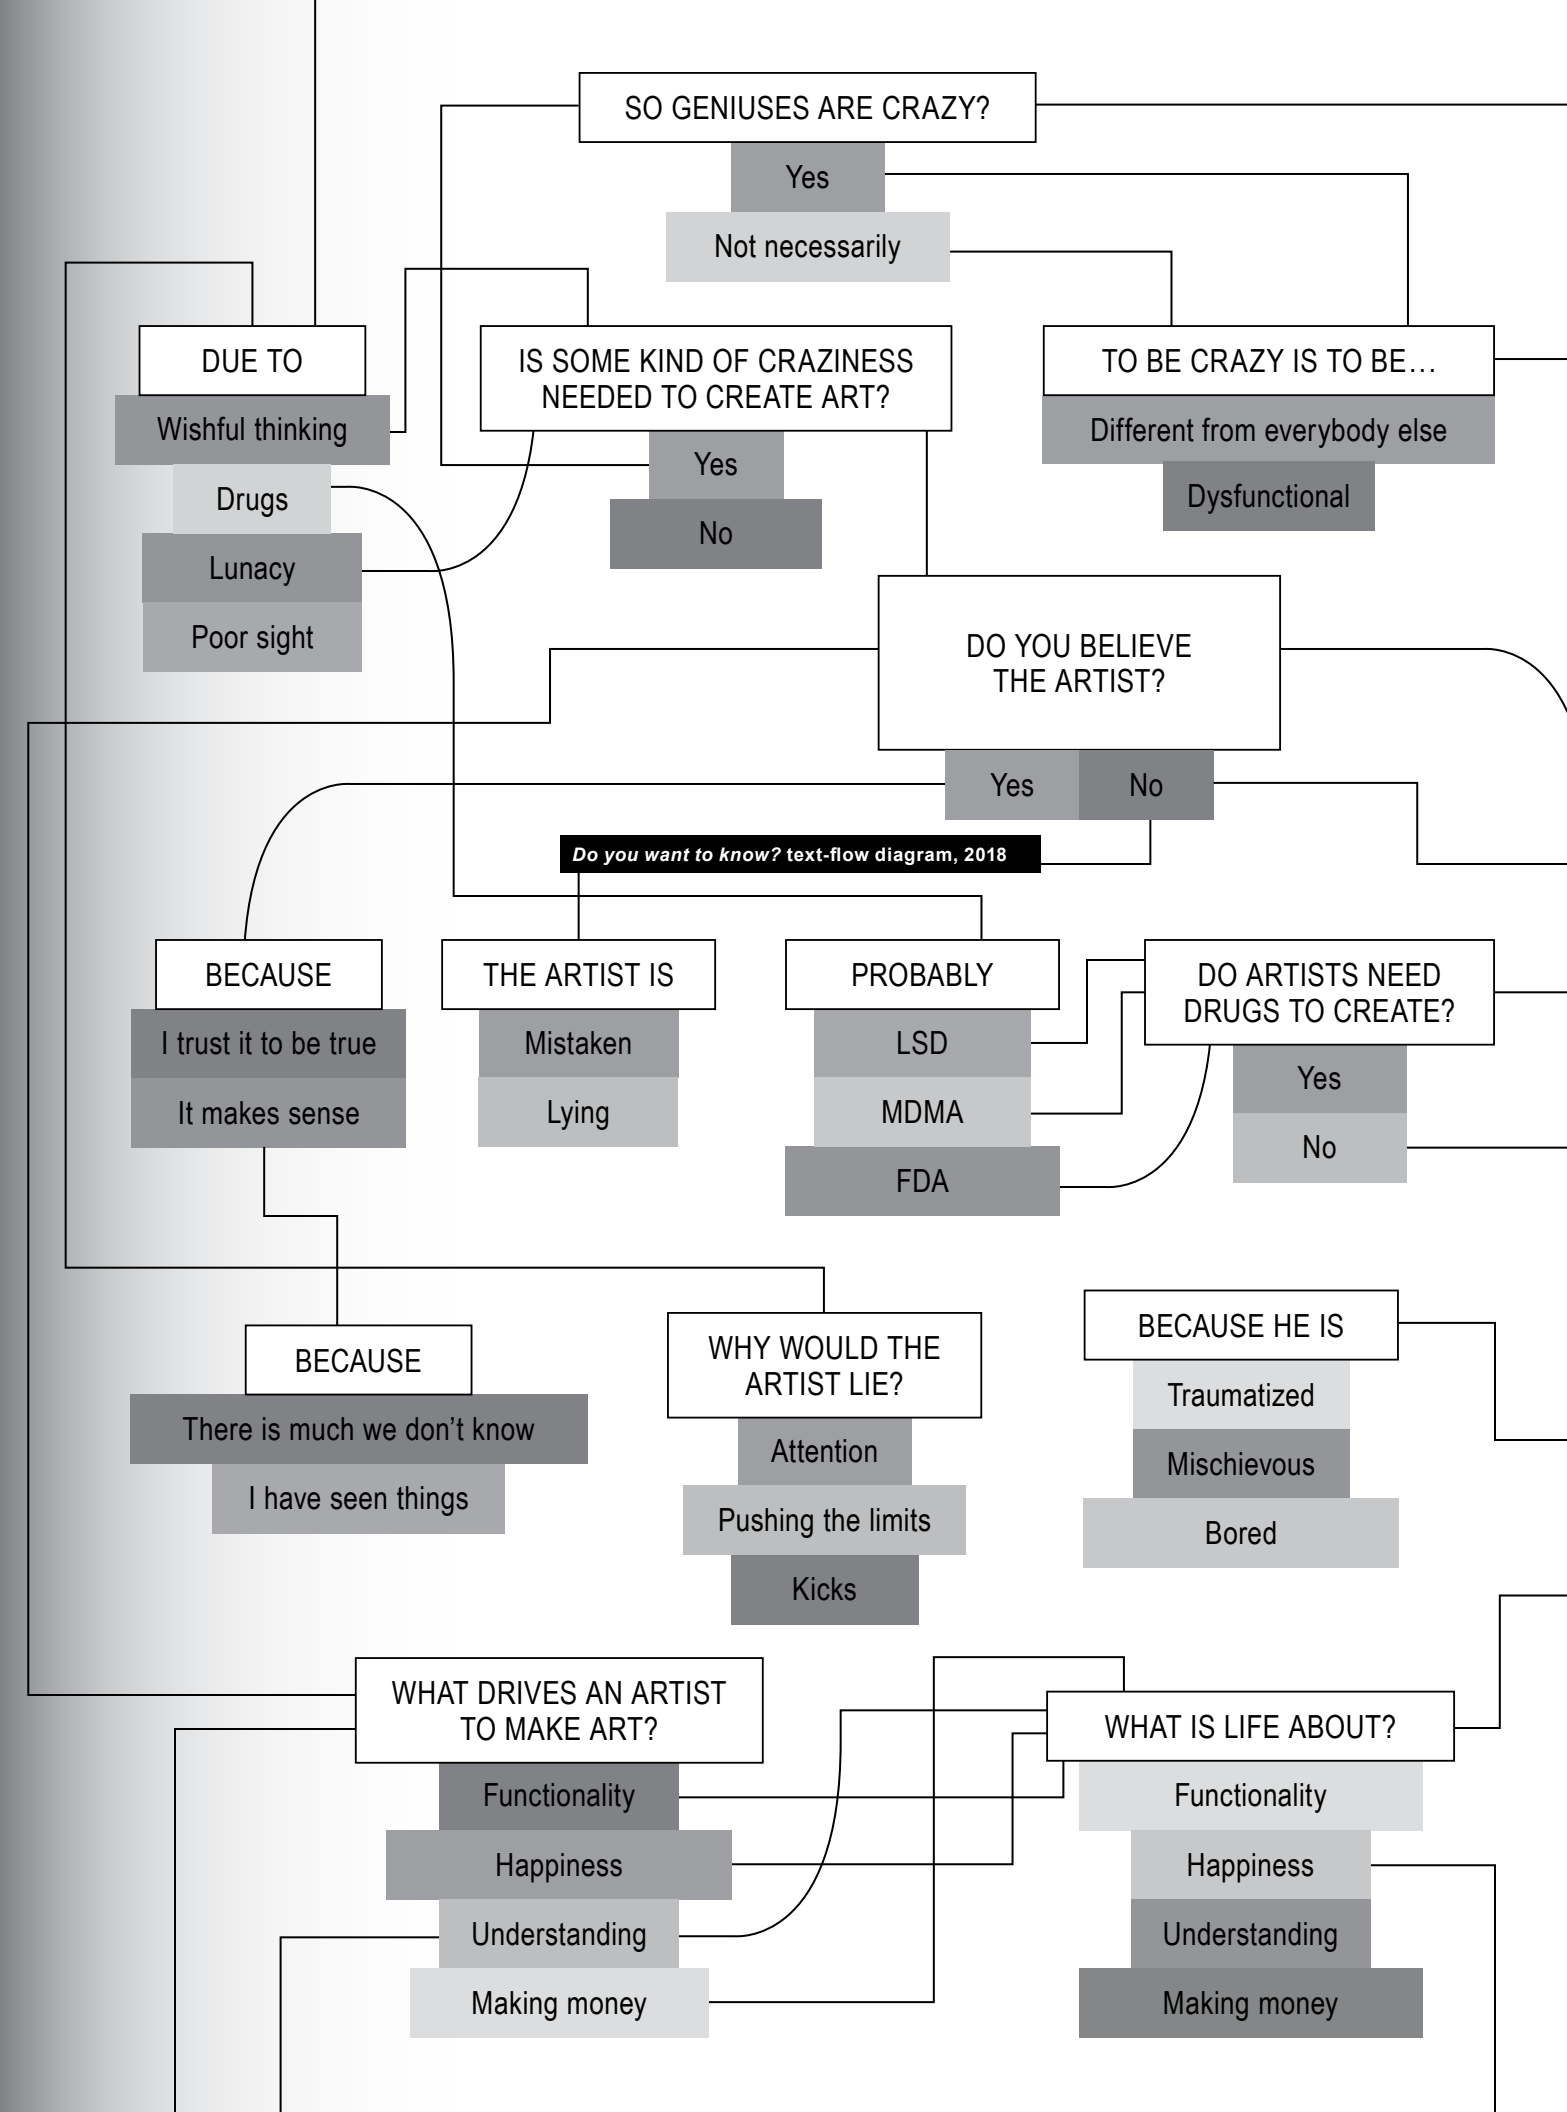 SO GENIUSES ARE CRAZY?
Yes
Not necessarily
DUE TO
Wishful thinking
Drugs
Lunacy
Poor sight
IS SOME KIND OF CRAZINESS
NEEDED TO CREATE ART?
Yes
No
TO BE CRAZY IS TO BE…
Different from everybody else
Dysfunctional
DO YOU BELIEVE
THE ARTIST?
Yes No
Do you want to know? text-flow diagram, 2018
BECAUSE
I trust it to be true
It makes sense
THE ARTIST IS
Mistaken
Lying
PROBABLY
LSD
MDMA
FDA
DO ARTISTS NEED
DRUGS TO CREATE?
Yes
No
BECAUSE
There is much we don’t know
I have seen things
WHY WOULD THE
ARTIST LIE?
Attention
Pushing the limits
Kicks
BECAUSE HE IS
Traumatized
Mischievous
Bored
WHAT DRIVES AN ARTIST
TO MAKE ART?
Functionality
Happiness
Understanding
Making money
WHAT IS LIFE ABOUT?
Functionality
Happiness
Understanding
Making money